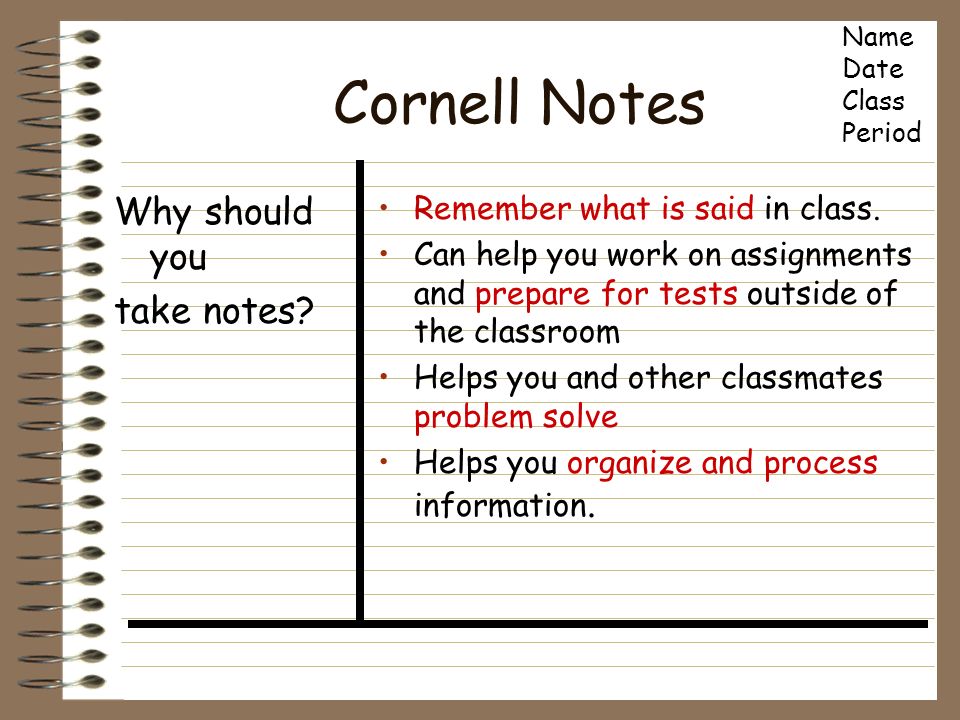 Name
Date
Class
Period
Cornell Notes
Why should
you
take notes?
• Remember what is said in class.
• Can help you work on assignments
and prepare for tests outside of
the classroom
• Helps you and other classmates
problem solve
• Helps you organize and process
information.